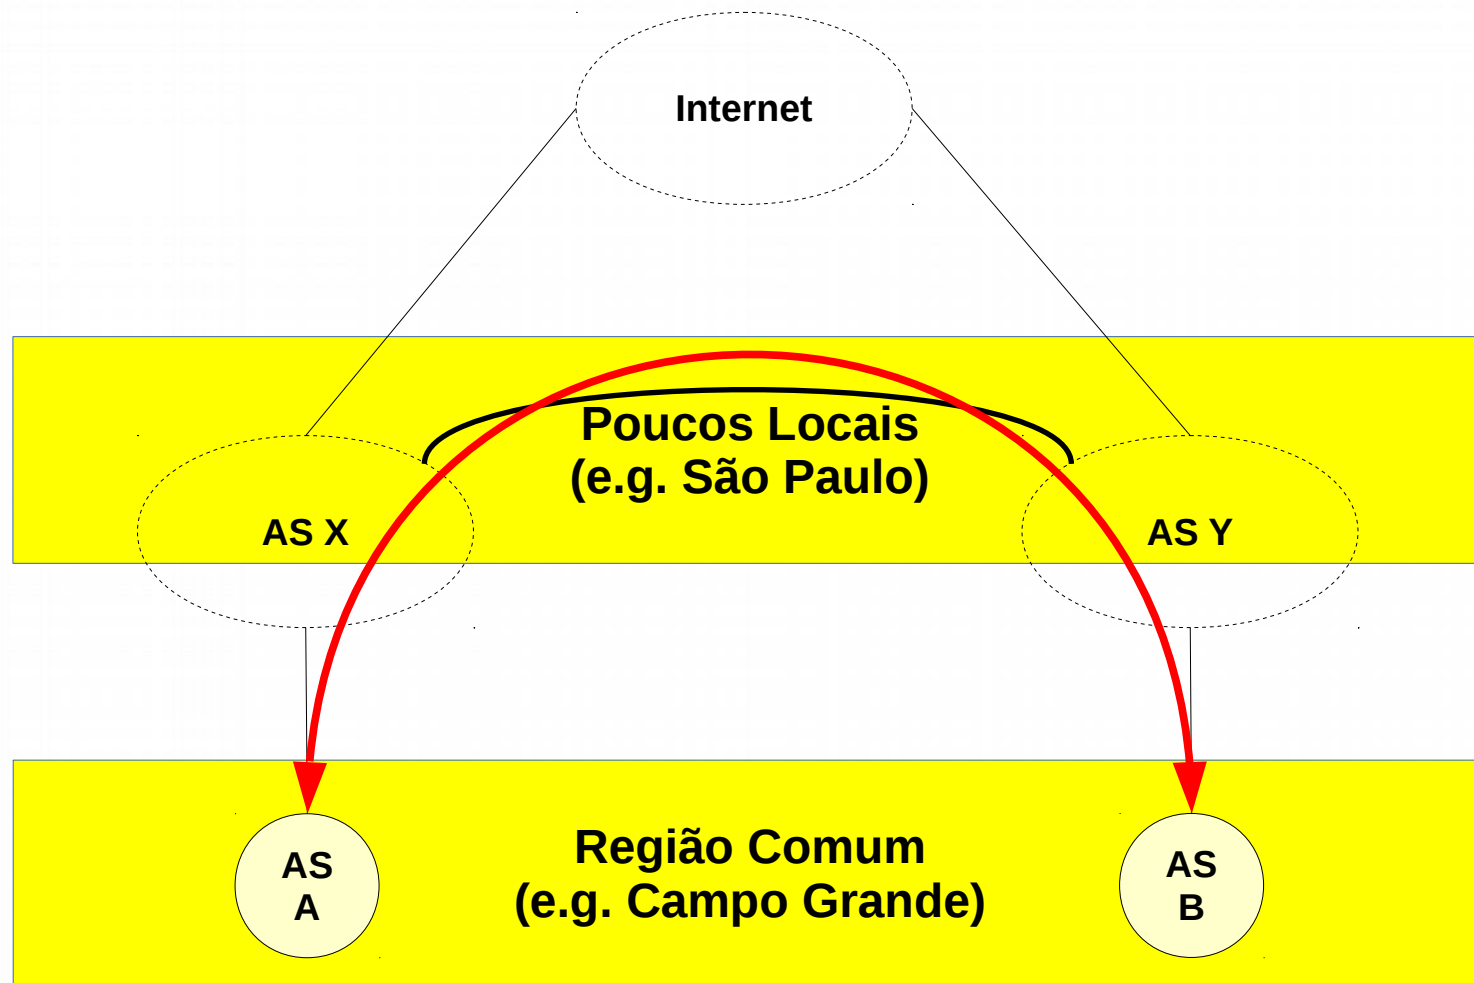 Internet
Poucos Locais
(e.g. São Paulo)
AS X
AS Y
Região Comum
(e.g. Campo Grande)
AS
A
AS
B